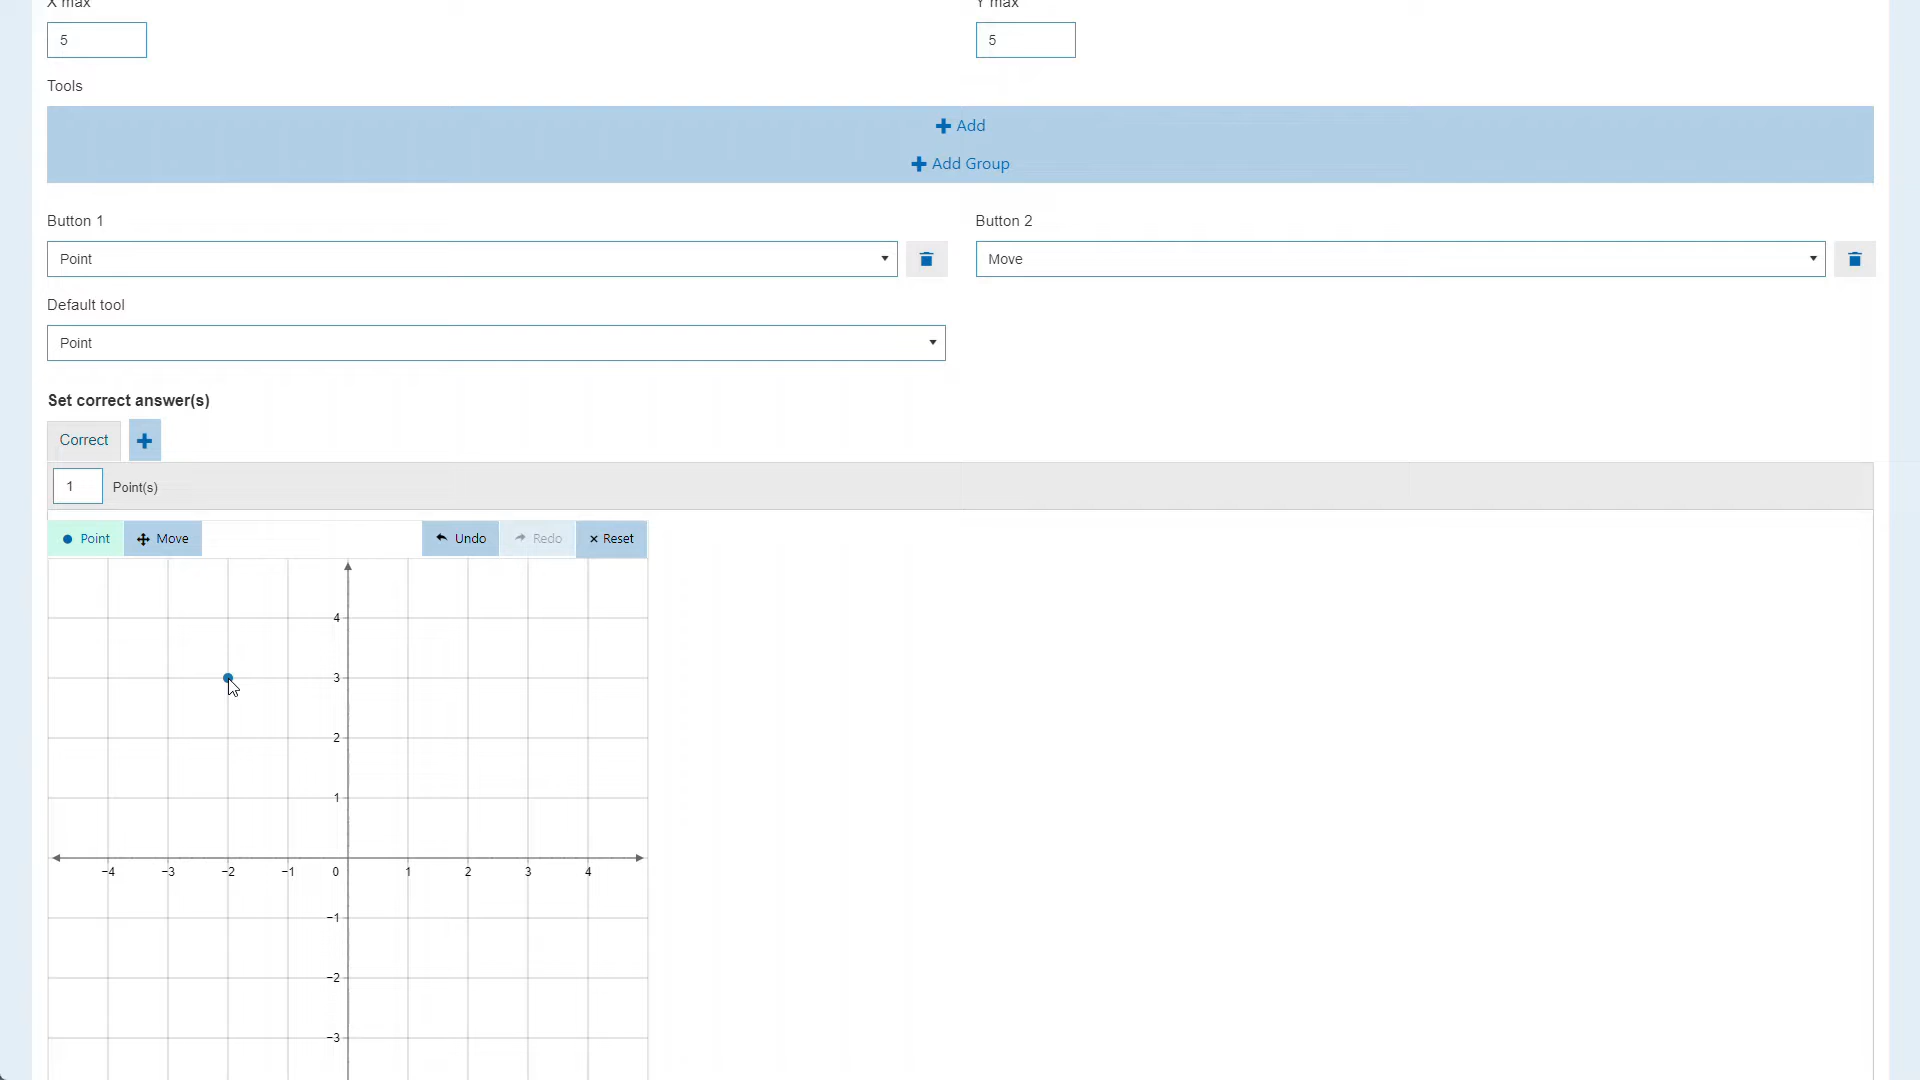 X max
Y max
5
5
Tools
Add
Add Group
Button 1
Button 2
Point
Move
Default tool
Point
Set correct answer(s)
Correct
1 Point(s)
Point Move Undo Redo Reset
4
3
2
1
−4 −3 −2 −1 0 1 2 3 4
−1
−2
−3